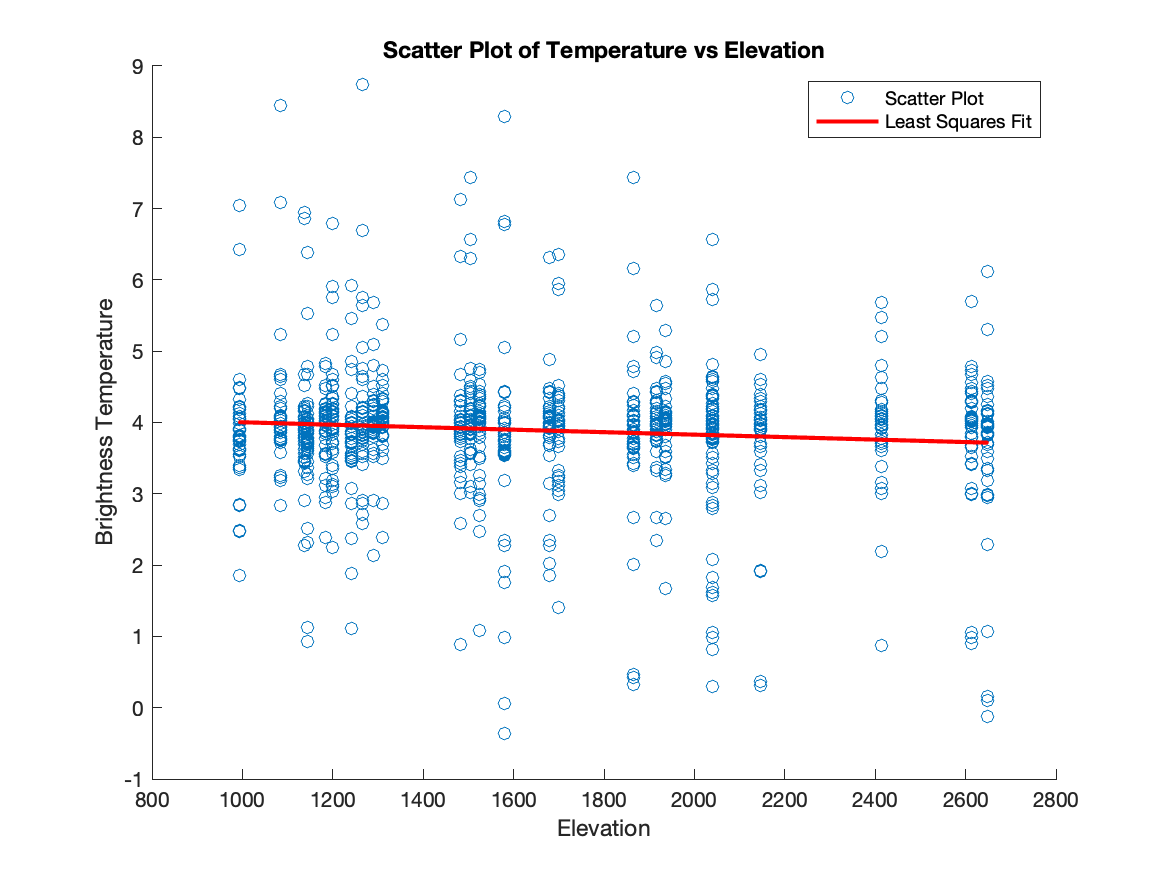 Scatter Plot of Temperature vs Elevation
Scatter Plot
Least Squares Fit
Brightness Temperature
9
8
7
6
5
4
3
2
1
0
-1
800 1000 1200 1400 1600 1800 2000 2200 2400 2600 2800
Elevation